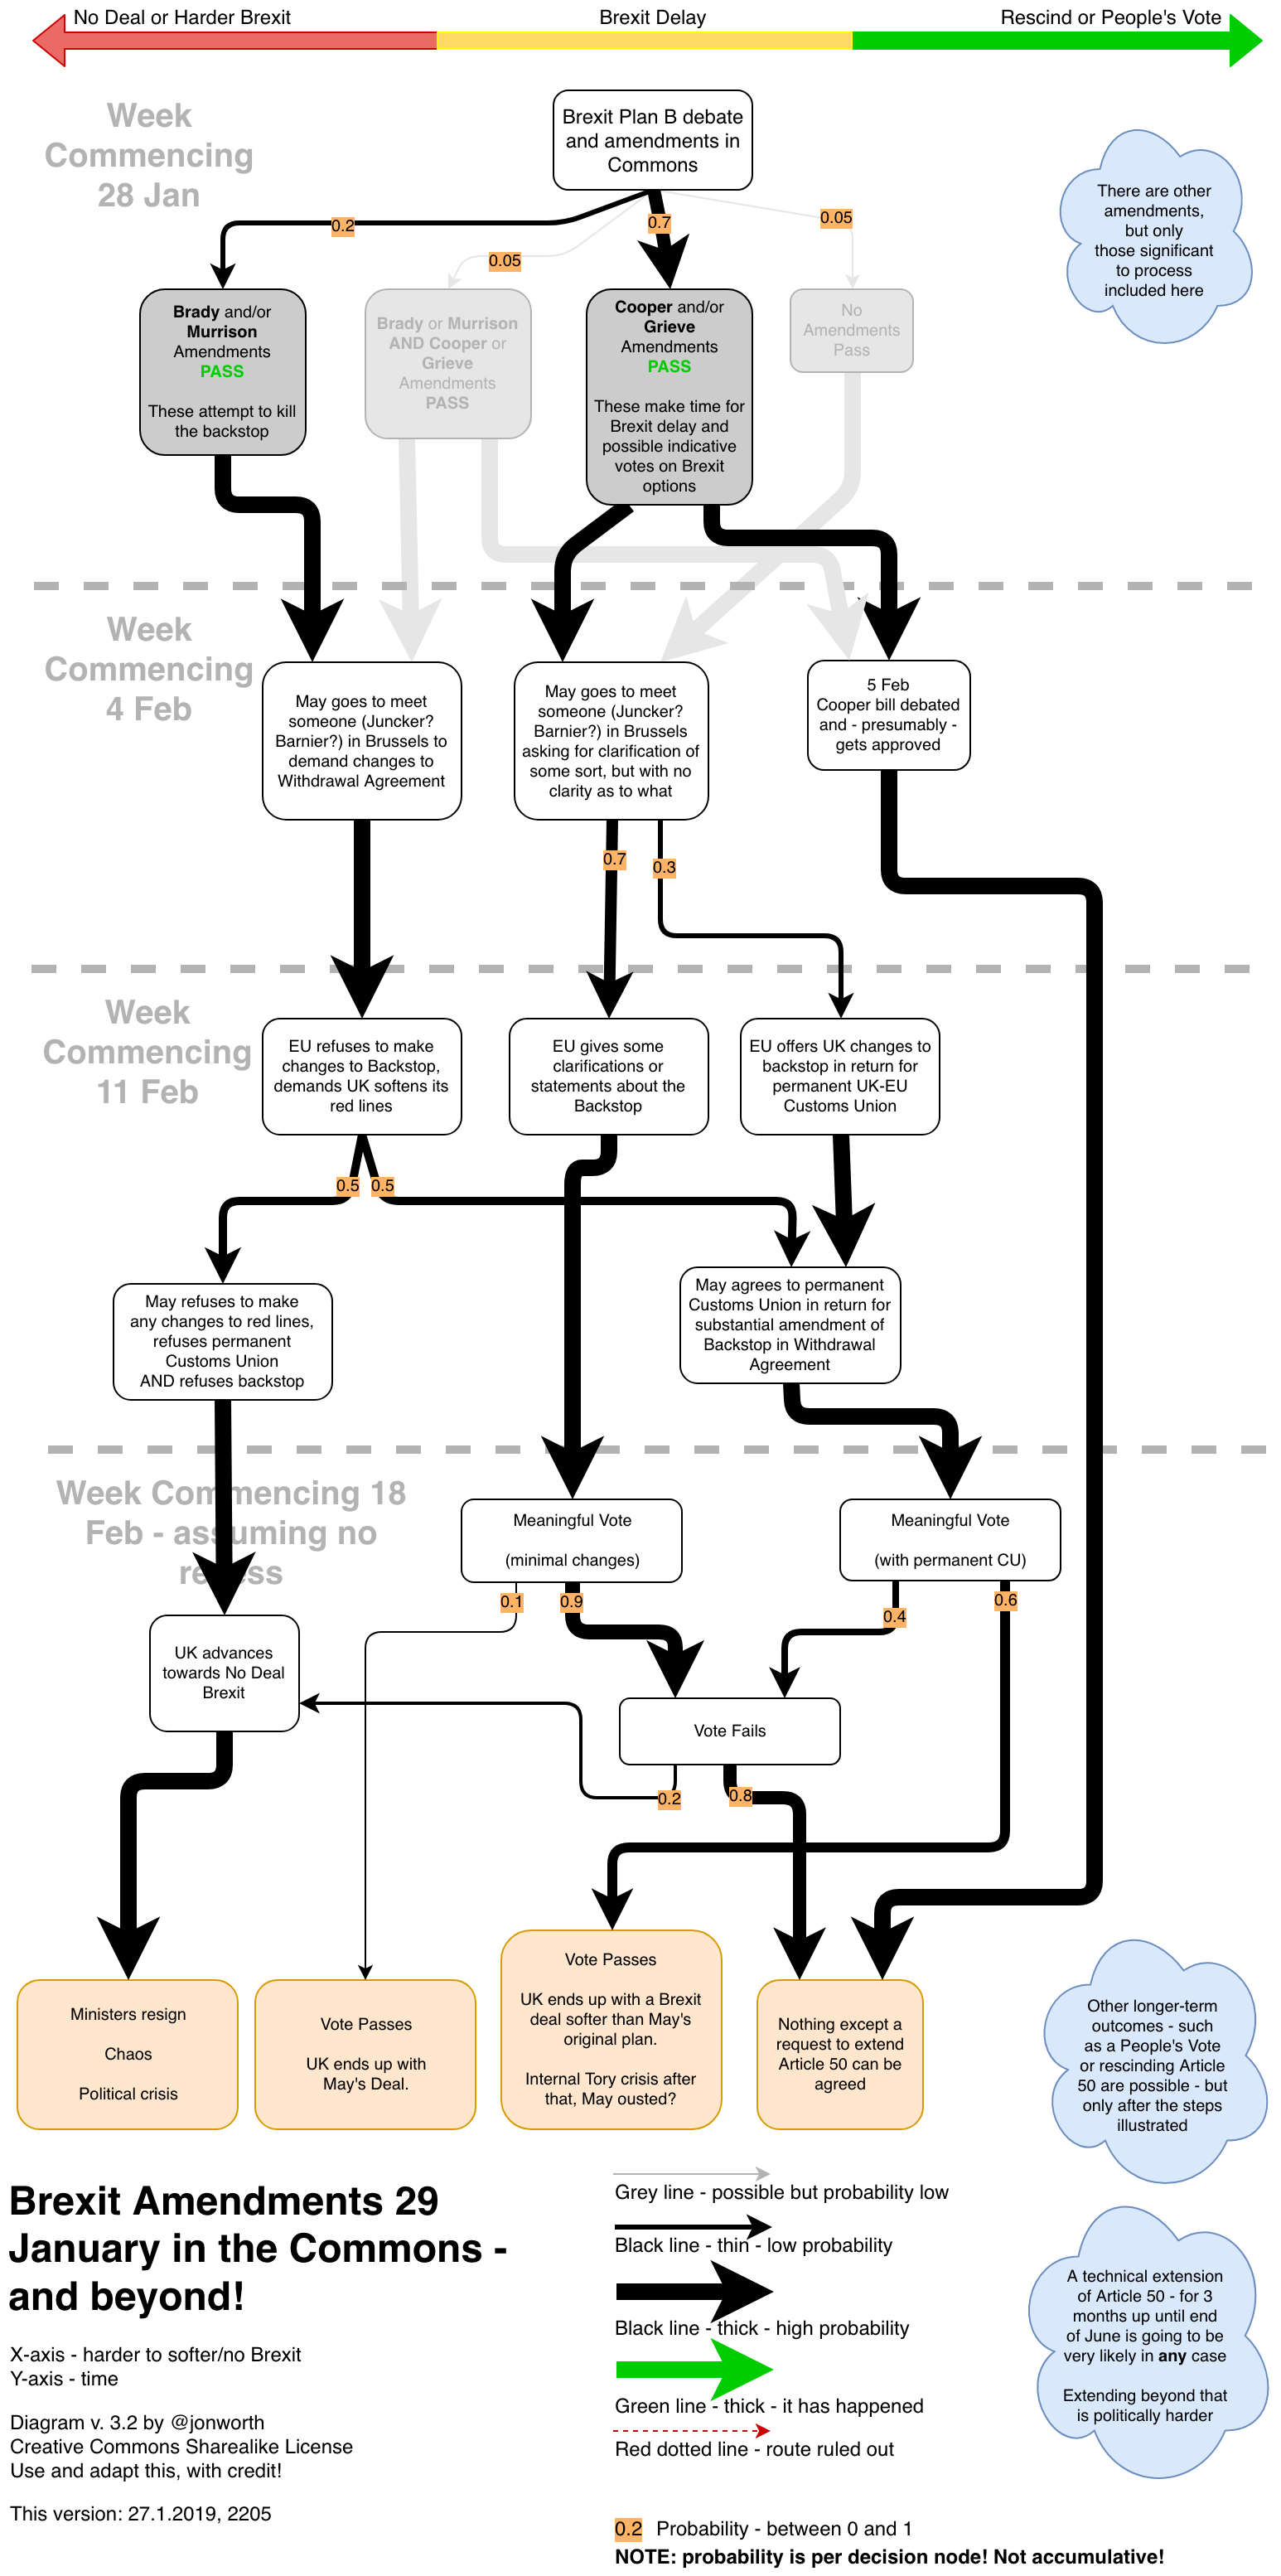 No Deal or Harder Brexit
Brexit Delay
Rescind or People's Vote
Week
Commencing
28 Jan
Brexit Plan B debate
and amendments in
Commons
There are other
amendments,
but only
those significant
to process
included here
0.2
0.05
0.7
0.05
Brady and/or
Murrison
Amendments
PASS
These attempt to kill
the backstop
Brady or Murrison
AND Cooper or
Grieve
Amendments
PASS
Cooper and/or
Grieve
Amendments
PASS
These make time for
Brexit delay and
possible indicative
votes on Brexit
options
No
Amendments
Pass
Week
Commencing
4 Feb
May goes to meet
someone (Juncker?
Barnier?) in Brussels to
demand changes to
Withdrawal Agreement
May goes to meet
someone (Juncker?
Barnier?) in Brussels
asking for clarification of
some sort, but with no
clarity as to what
5 Feb
Cooper bill debated
and - presumably -
gets approved
0.7
0.3
Week
Commencing
11 Feb
EU refuses to make
changes to Backstop,
demands UK softens its
red lines
EU gives some
clarifications or
statements about the
Backstop
EU offers UK changes to
backstop in return for
permanent UK-EU
Customs Union
0.5
0.5
May refuses to make
any changes to red lines,
refuses permanent
Customs Union
AND refuses backstop
May agrees to permanent
Customs Union in return for
substantial amendment of
Backstop in Withdrawal
Agreement
Week Commencing 18
Feb - assuming no
recess
Meaningful Vote
(minimal changes)
Meaningful Vote
(with permanent CU)
0.1
0.9
0.4
0.6
UK advances
towards No Deal
Brexit
Vote Fails
0.2
0.8
Ministers resign
Chaos
Political crisis
Vote Passes
UK ends up with
May's Deal.
Vote Passes
UK ends up with a Brexit
deal softer than May's
original plan.
Internal Tory crisis after
that, May ousted?
Nothing except a
request to extend
Article 50 can be
agreed
Other longer-term
outcomes - such
as a People's Vote
or rescinding Article
50 are possible - but
only after the steps
illustrated
Brexit Amendments 29
January in the Commons -
and beyond!
X-axis - harder to softer/no Brexit
Y-axis - time
Diagram v. 3.2 by @jonworth
Creative Commons Sharealike License
Use and adapt this, with credit!
This version: 27.1.2019, 2205
Grey line - possible but probability low
Black line - thin - low probability
Black line - thick - high probability
Green line - thick - it has happened
Red dotted line - route ruled out
A technical extension
of Article 50 - for 3
months up until end
of June is going to be
very likely in any case
Extending beyond that
is politically harder
0.2 Probability - between 0 and 1
NOTE: probability is per decision node! Not accumulative!